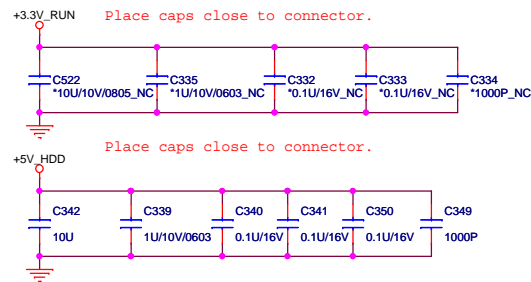 +3.3V_RUN
Place caps close to connector.
C522
*10U/10V/0805_NC
C335
*1U/10V/0603_NC
C332
*0.1U/16V_NC
C333
*0.1U/16V_NC
C334
*1000P_NC
Place caps close to connector.
+5V_HDD
C342
10U
C339
1U/10V/0603
C340
0.1U/16V
C341
0.1U/16V
C350
0.1U/16V
C349
1000P